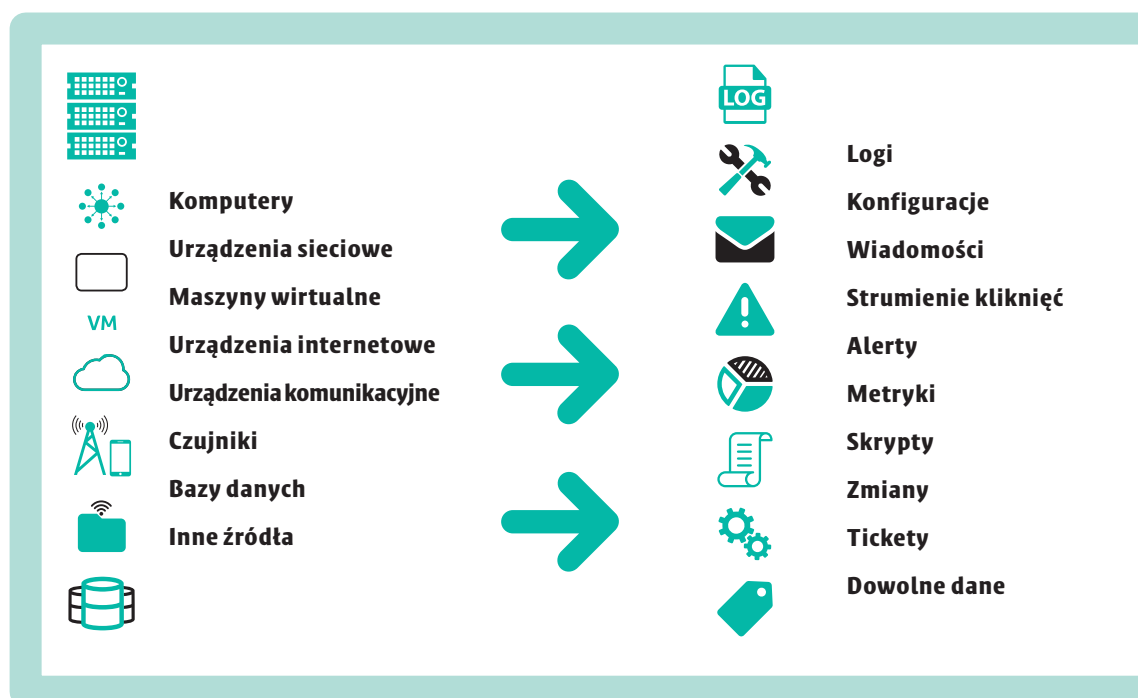 VM
Komputery
Urządzenia sieciowe
Maszyny wirtualne
Urządzenia internetowe
Urządzenia komunikacyjne
Czujniki
Bazy danych
Inne źródła
LOG
Logi
Konfiguracje
Wiadomości
Strumienie kliknięć
Alerty
Metryki
Skrypty
Zmiany
Tickety
Dowolne dane